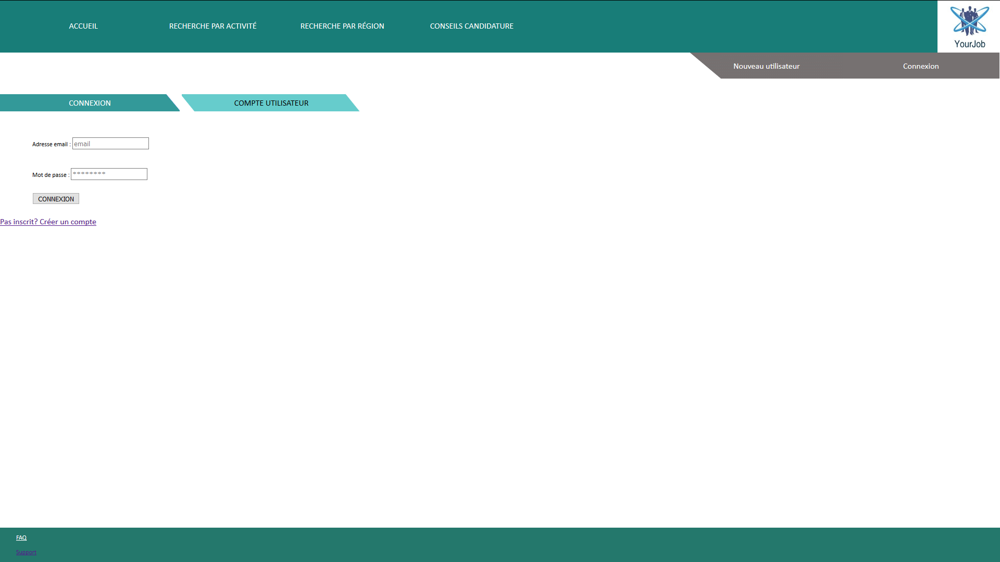 ACCUEIL
RECHERCHE PAR ACTIVITÉ
RECHERCHE PAR RÉGION
CONSEILS CANDIDATURE
YourJob
Nouveau utilisateur
Connexion
CONNEXION
COMPTE UTILISATEUR
Adresse email : email
Mot de passe : ********
CONNEXION
Pas inscrit? Créer un compte
FAQ
Support